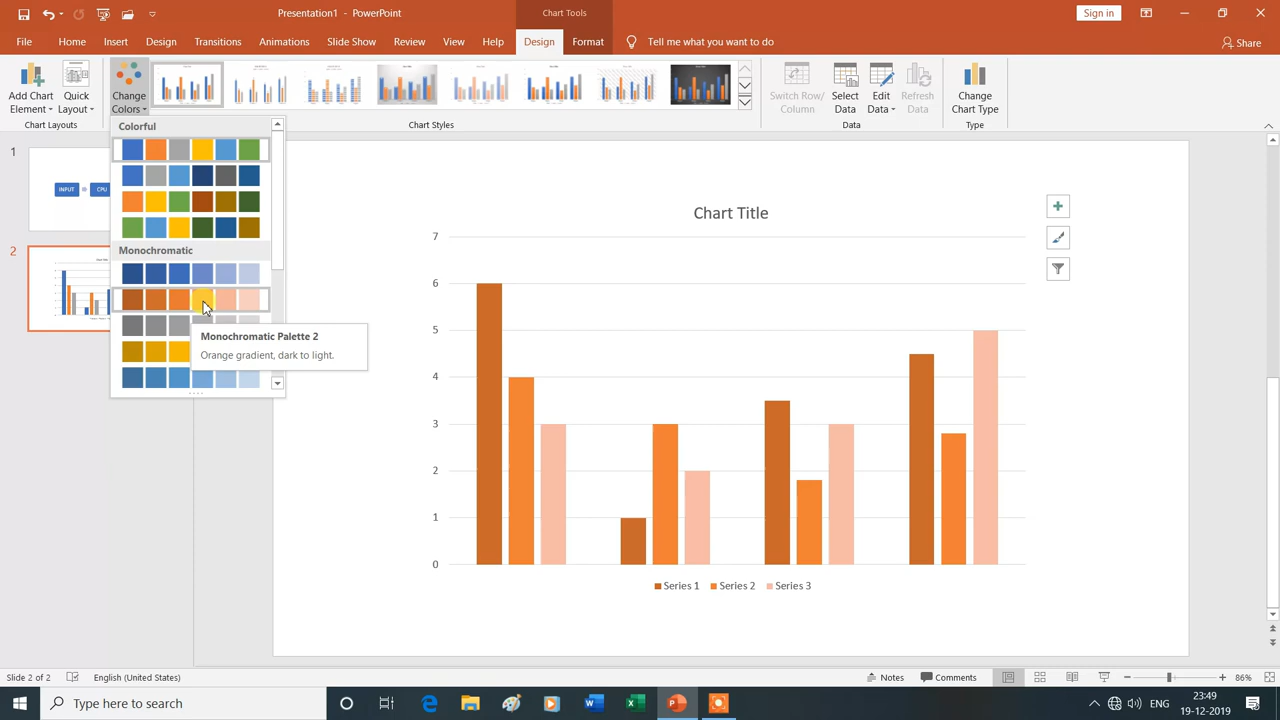 Presentation1 - PowerPoint
Chart Tools
Sign in
File
Home
Insert
Design
Transitions
Animations
Slide Show
Review
View
Help
Design
Format
Tell me what you want to do
Share
Add Chart
Element
Quick
Layout
Change
Colors
Switch Row/
Column
Select
Data
Edit
Data
Refresh
Data
Change
Chart Type
Chart Layouts
Chart Styles
Data
Type
Colorful
Monochromatic
Monochromatic Palette 2
Orange gradient, dark to light.
1
INPUT
CPU
2
Chart Title
7
6
5
4
3
2
1
0
Series 1
Series 2
Series 3
Slide 2 of 2
English (United States)
Notes
Comments
86%
Type here to search
ENG
23:49
19-12-2019